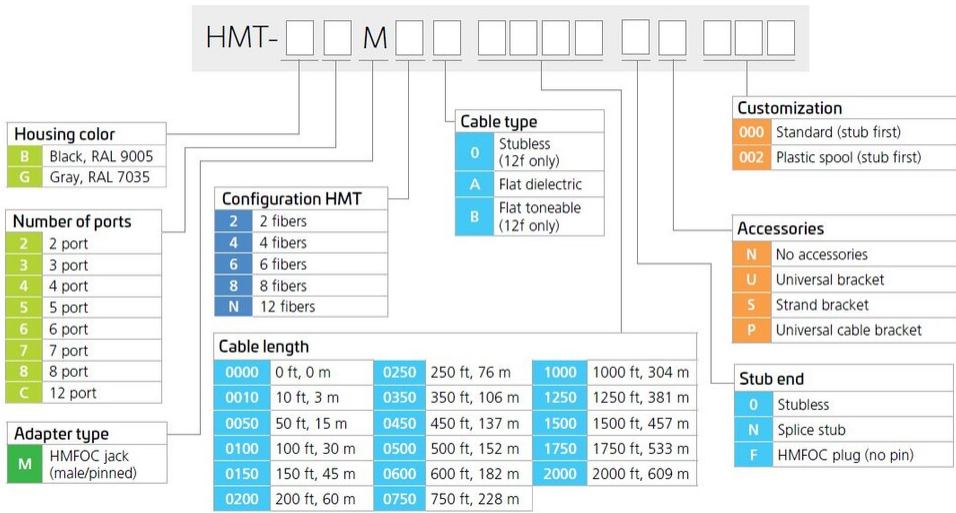 HMT- M
Housing color
B Black, RAL 9005
G Gray, RAL 7035
Number of ports
2 2 port
3 3 port
4 4 port
5 5 port
6 6 port
7 7 port
8 8 port
C 12 port
Adapter type
M HMFOC jack
(male/pinned)
Configuration HMT
2 2 fibers
4 4 fibers
6 6 fibers
8 8 fibers
N 12 fibers
Cable type
0 Stubless
(12f only)
A Flat dielectric
B Flat toneable
(12f only)
Cable length
0000 0 ft, 0 m 0250 250 ft, 76 m 1000 1000 ft, 304 m
0010 10 ft, 3 m 0350 350 ft, 106 m 1250 1250 ft, 381 m
0050 50 ft, 15 m 0450 450 ft, 137 m 1500 1500 ft, 457 m
0100 100 ft, 30 m 0500 500 ft, 152 m 1750 1750 ft, 533 m
0150 150 ft, 45 m 0600 600 ft, 182 m 2000 2000 ft, 609 m
0200 200 ft, 60 m 0750 750 ft, 228 m
Customization
000 Standard (stub first)
002 Plastic spool (stub first)
Accessories
N No accessories
U Universal bracket
S Strand bracket
P Universal cable bracket
Stub end
0 Stubless
N Splice stub
F HMFOC plug (no pin)